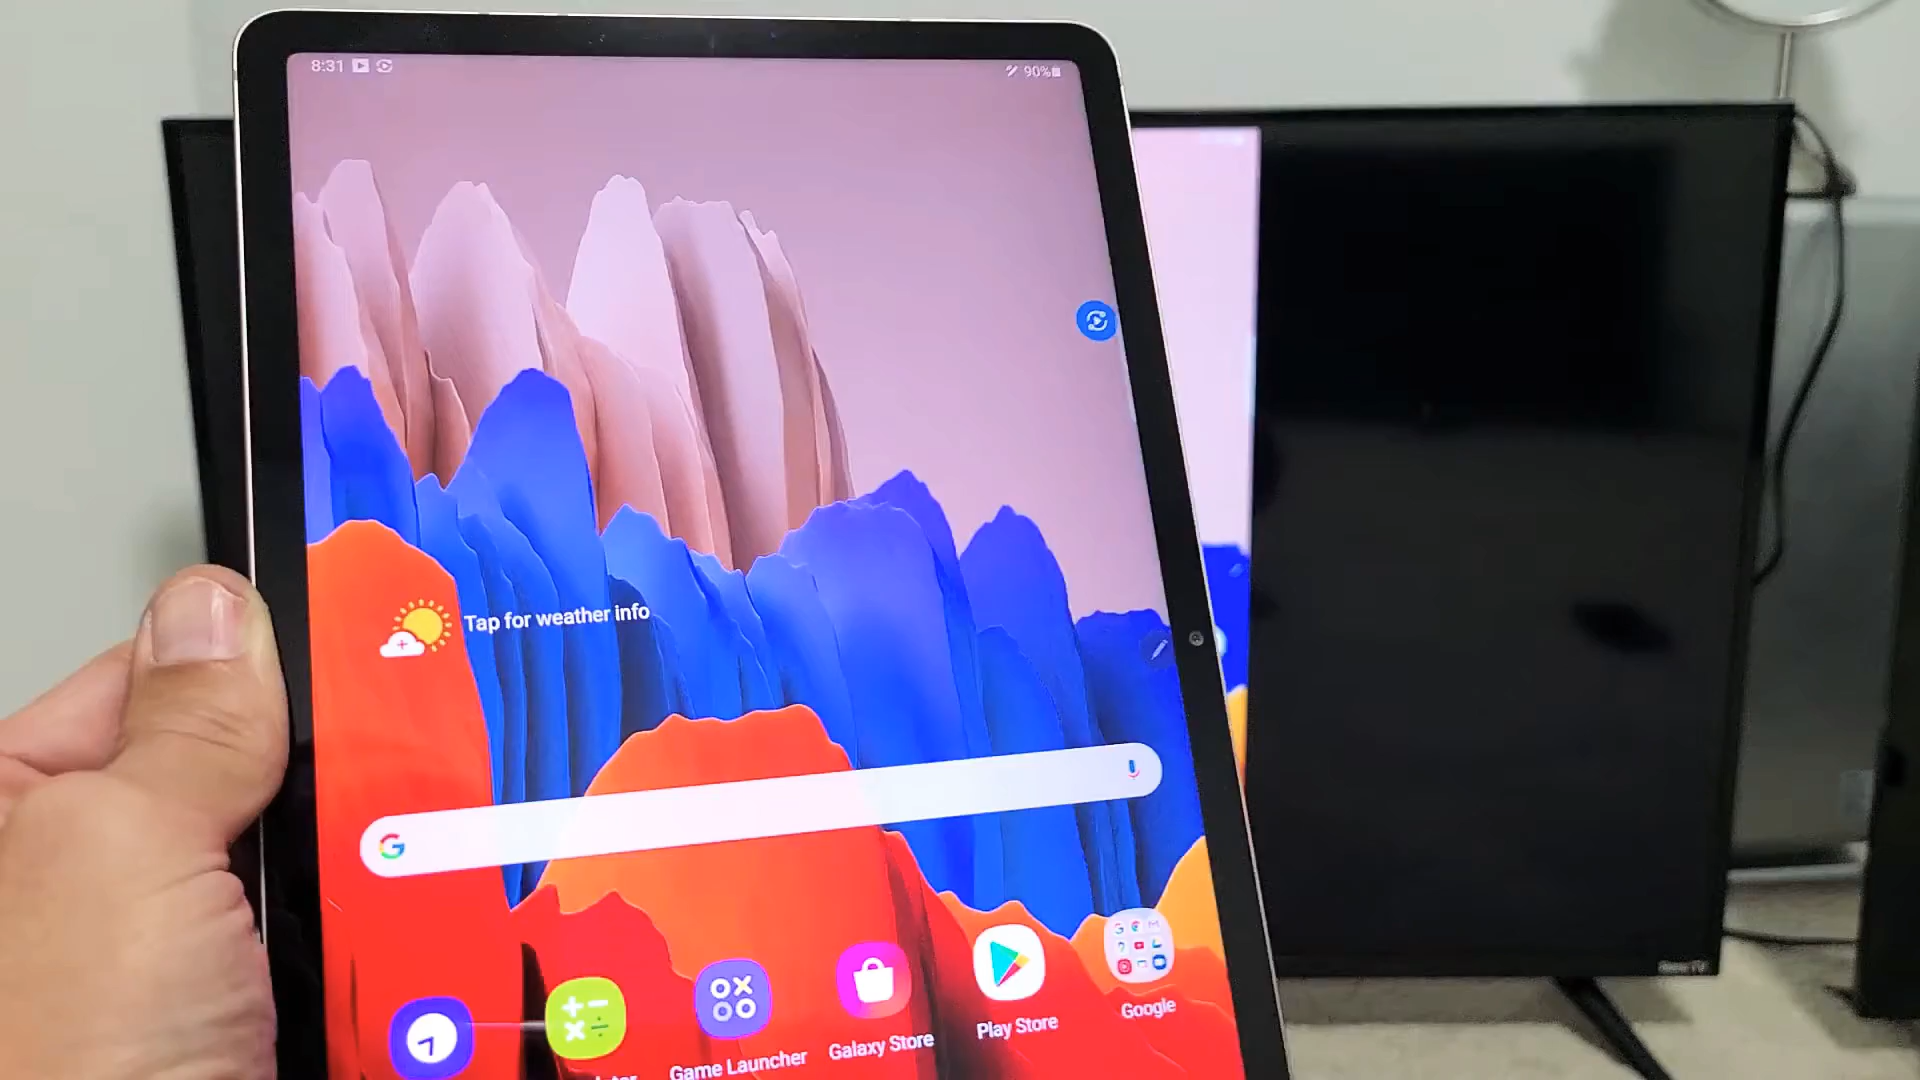 8:31
90%
Tap for weather info
G
Game Launcher
Galaxy Store
Play Store
Google